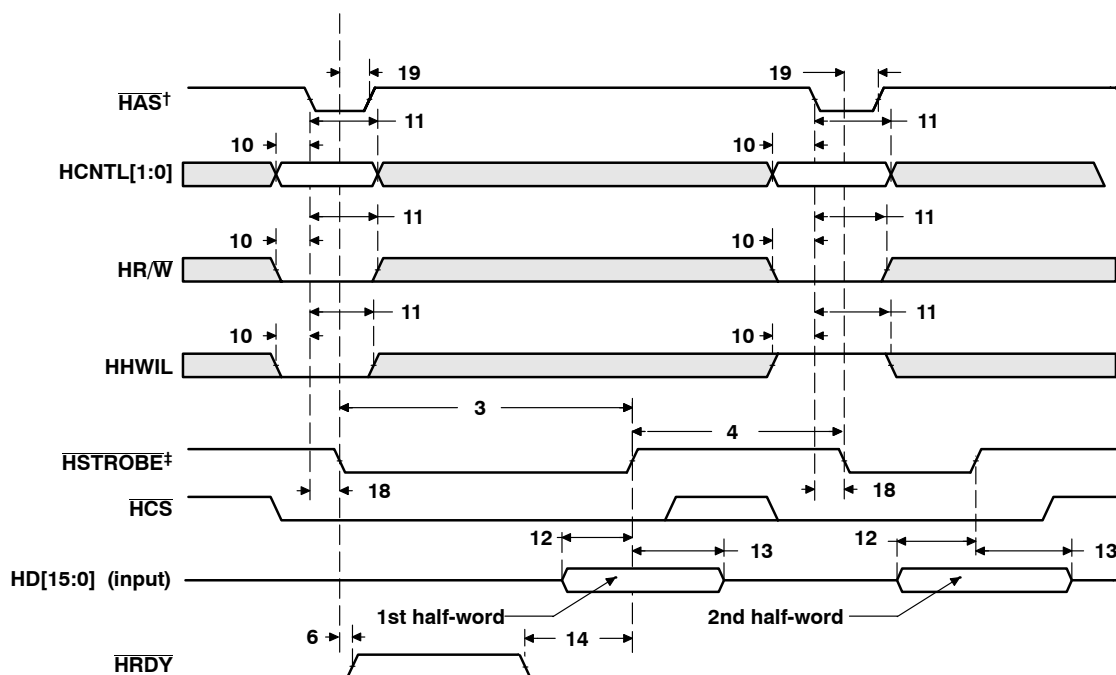 19 19
HAS†
11 11
10 10
HCNTL[1:0]
11 11
10 10
HR/W
11 11
10 10
HHWIL
3
4
HSTROBE‡
18 18
HCS
12 12
13 13
HD[15:0] (input)
1st half-word 2nd half-word
6 14
HRDY